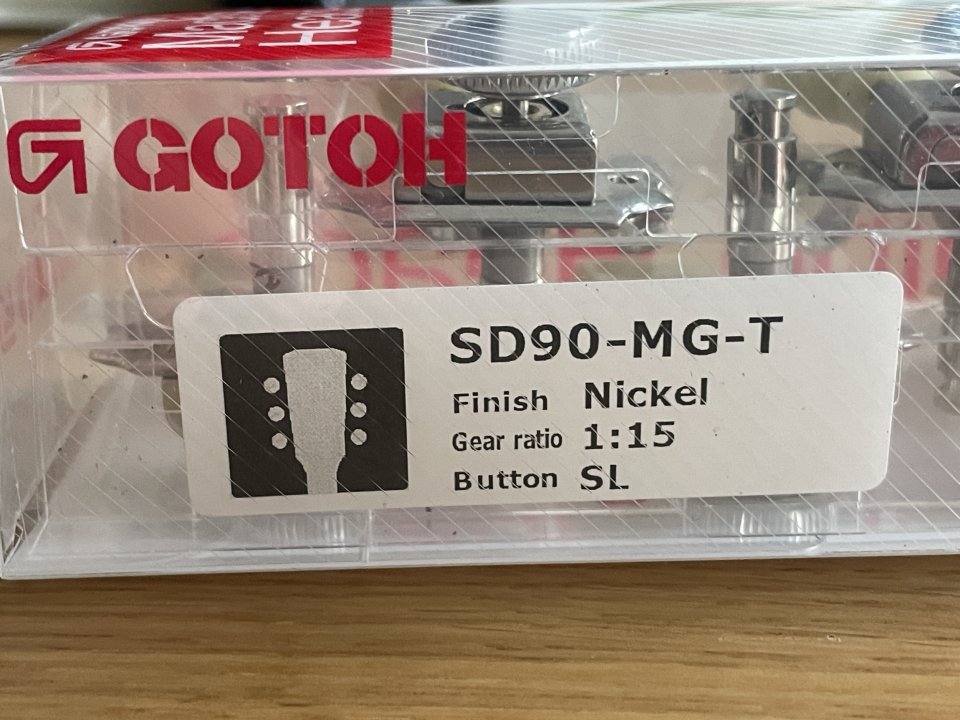 GOTOH
SD90-MG-T
Finish Nickel
Gear ratio 1:15
Button SL